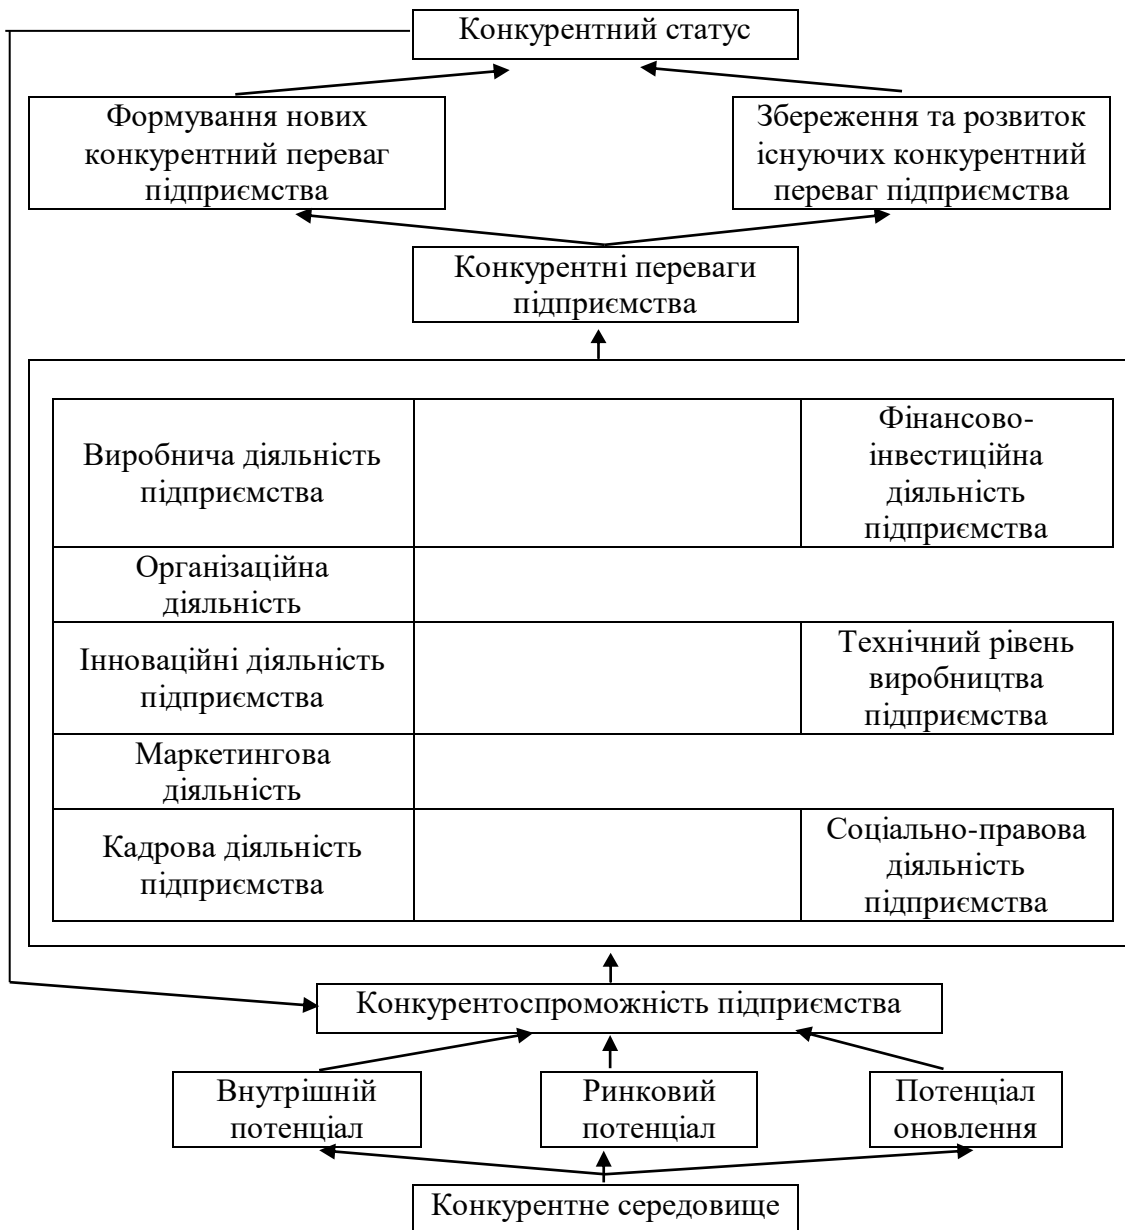 Конкурентний статус
Формування нових
конкурентний переваг
підприємства
Збереження та розвиток
існуючих конкурентний
переваг підприємства
Конкурентні переваги
підприємства
Виробнича діяльність
підприємства
Фінансово-
інвестиційна
діяльність
підприємства
Організаційна
діяльність
Інноваційні діяльність
підприємства
Технічний рівень
виробництва
підприємства
Маркетингова
діяльність
Кадрова діяльність
підприємства
Соціально-правова
діяльність
підприємства
Конкурентоспроможність підприємства
Внутрішній
потенціал
Ринковий
потенціал
Потенціал
оновлення
Конкурентне середовище